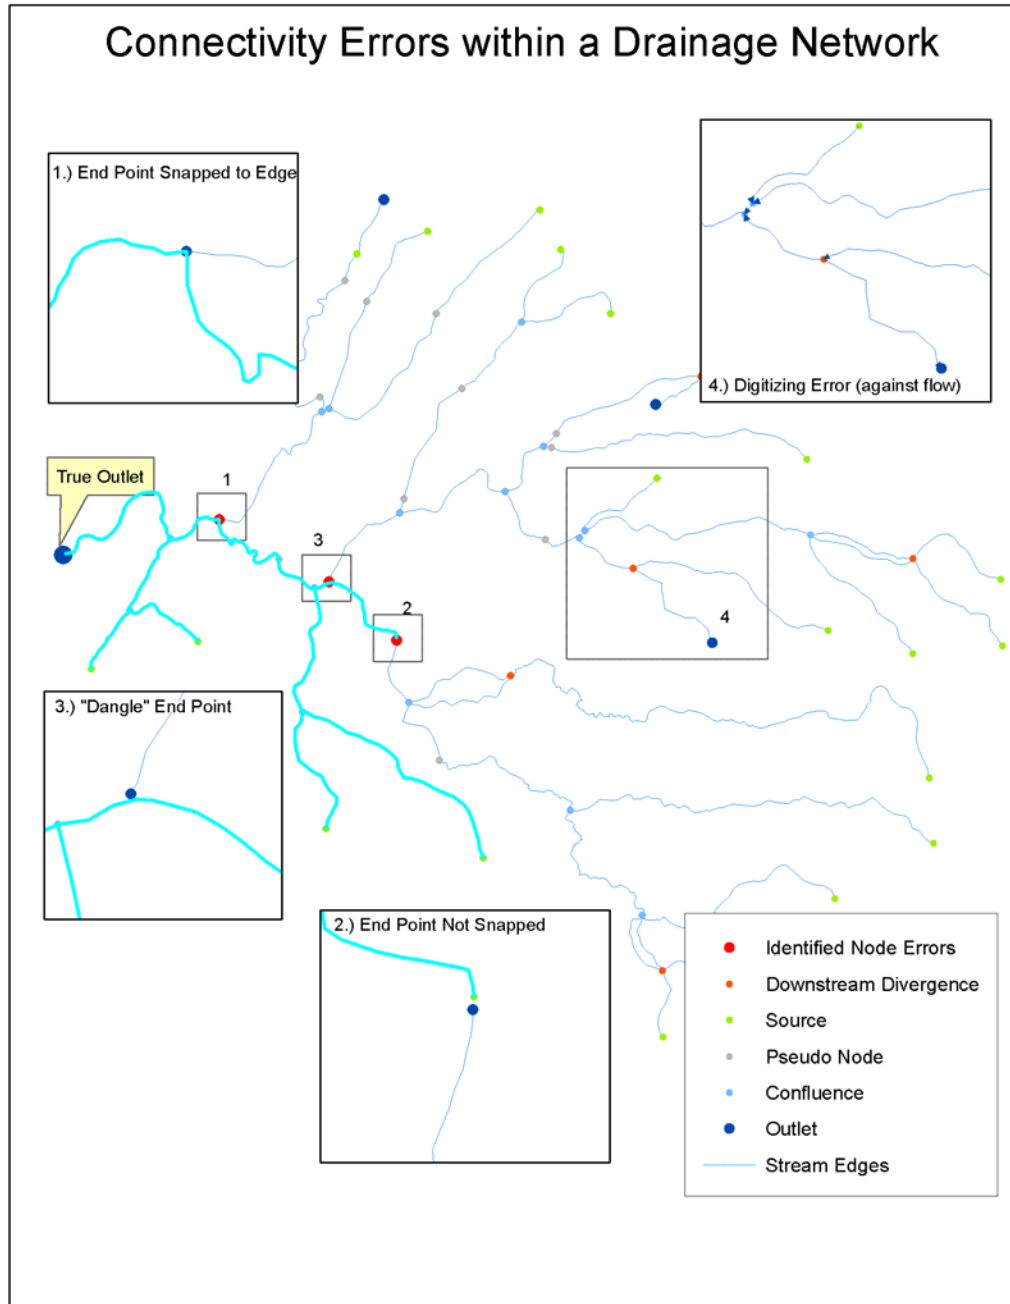 Connectivity Errors within a Drainage Network
1.) End Point Snapped to Edge
4.) Digitizing Error (against flow)
True Outlet
1
3
2
4
3.) "Dangle" End Point
2.) End Point Not Snapped
Identified Node Errors
Downstream Divergence
Source
Pseudo Node
Confluence
Outlet
Stream Edges